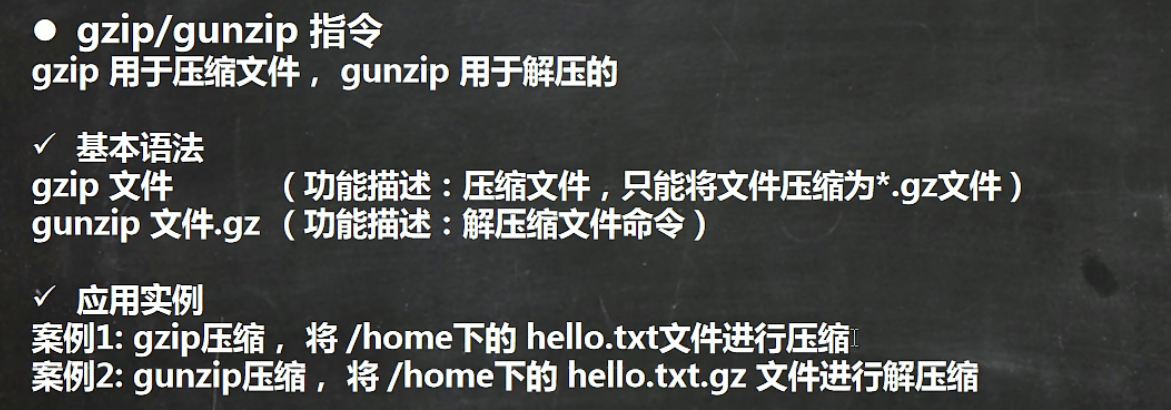 ● gzip/gunzip 指令
gzip 用于压缩文件， gunzip 用于解压的
✓ 基本语法
gzip 文件 （功能描述：压缩文件，只能将文件压缩为*.gz文件）
gunzip 文件.gz （功能描述：解压缩文件命令）
✓ 应用实例
案例1: gzip压缩， 将 /home下的 hello.txt文件进行压缩
案例2: gunzip压缩， 将 /home下的 hello.txt.gz 文件进行解压缩